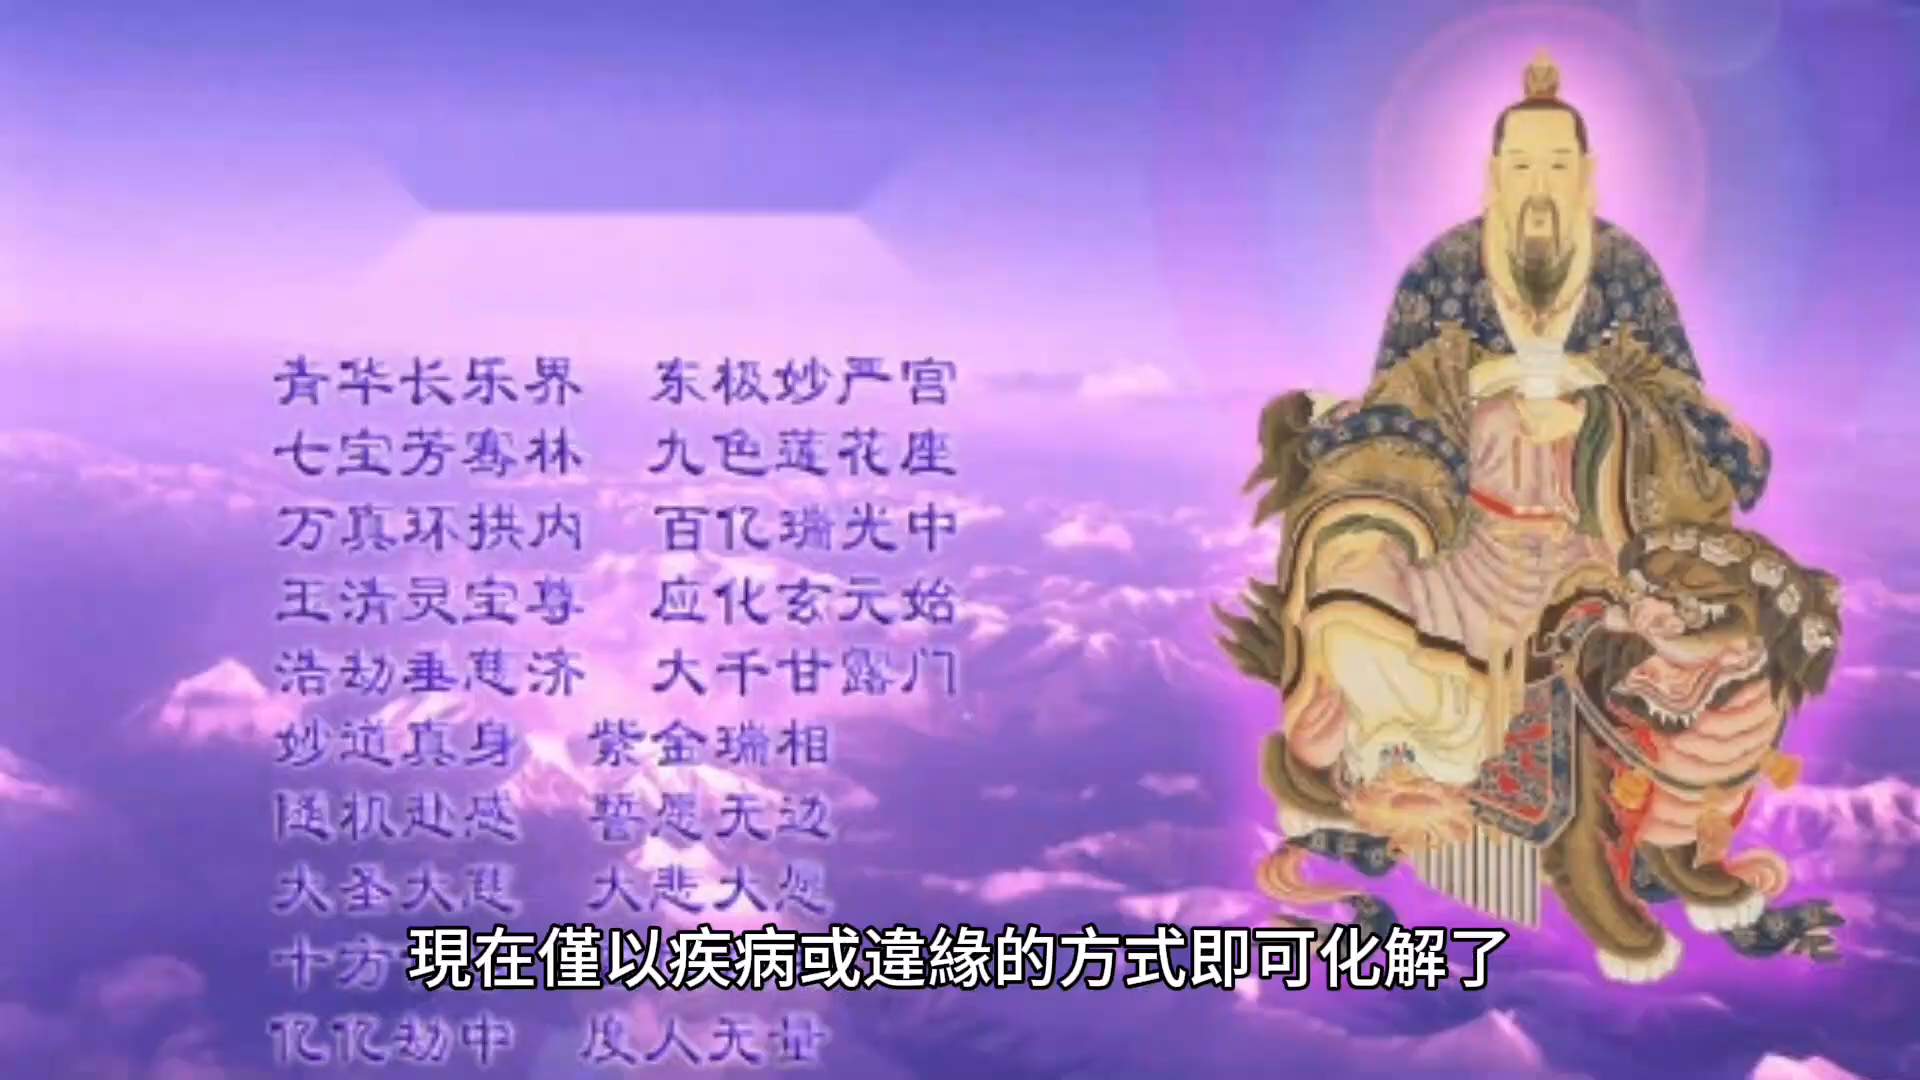 青华长乐界 东极妙严宫
七宝芳骞林 九色莲花座
万真环拱内 百亿瑞光中
玉清灵宝尊 应化玄元始
浩劫垂慈济 大千甘露门
妙道真身 紫金瑞相
随机赴感 誓愿无边
大圣大慈 大悲大愿
十方
現在僅以疾病或違緣的方式即可化解了
亿亿劫中 度人无量